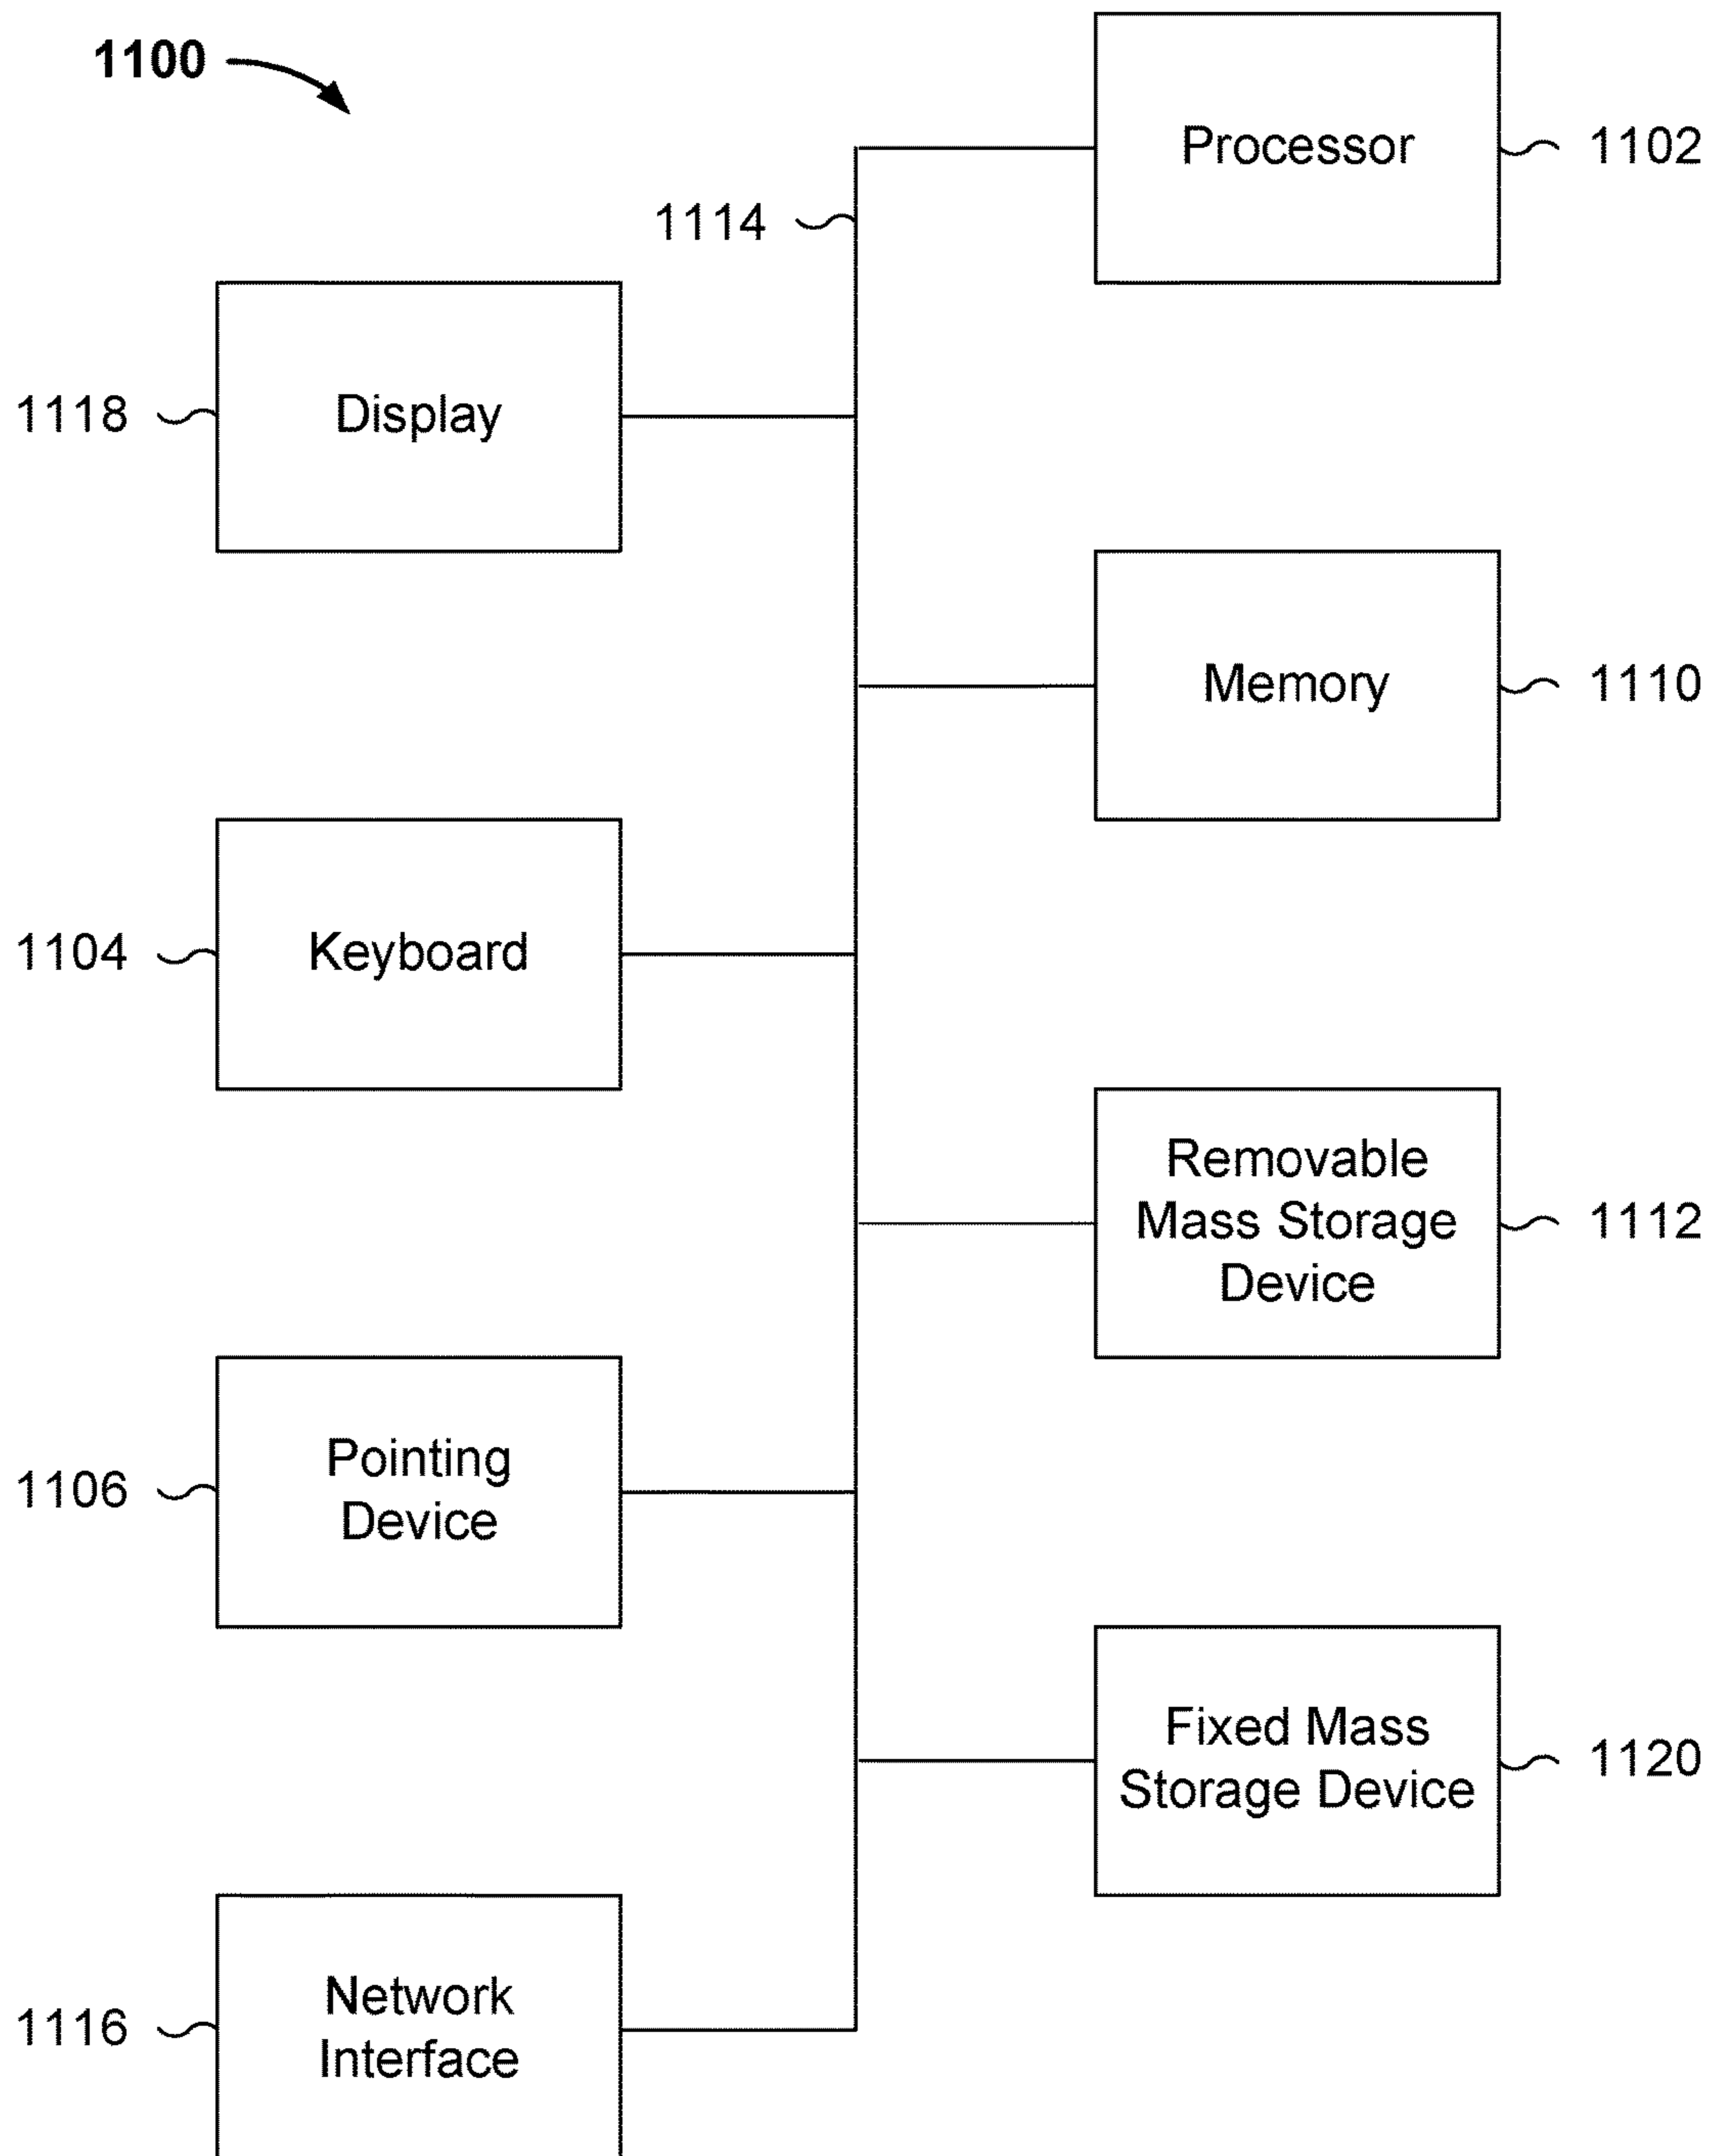 1100
Processor
1102
1114
Display
1118
Memory
1110
Keyboard
1104
Removable
Mass Storage
Device
1112
Pointing
Device
1106
Fixed Mass
Storage Device
1120
Network
Interface
1116